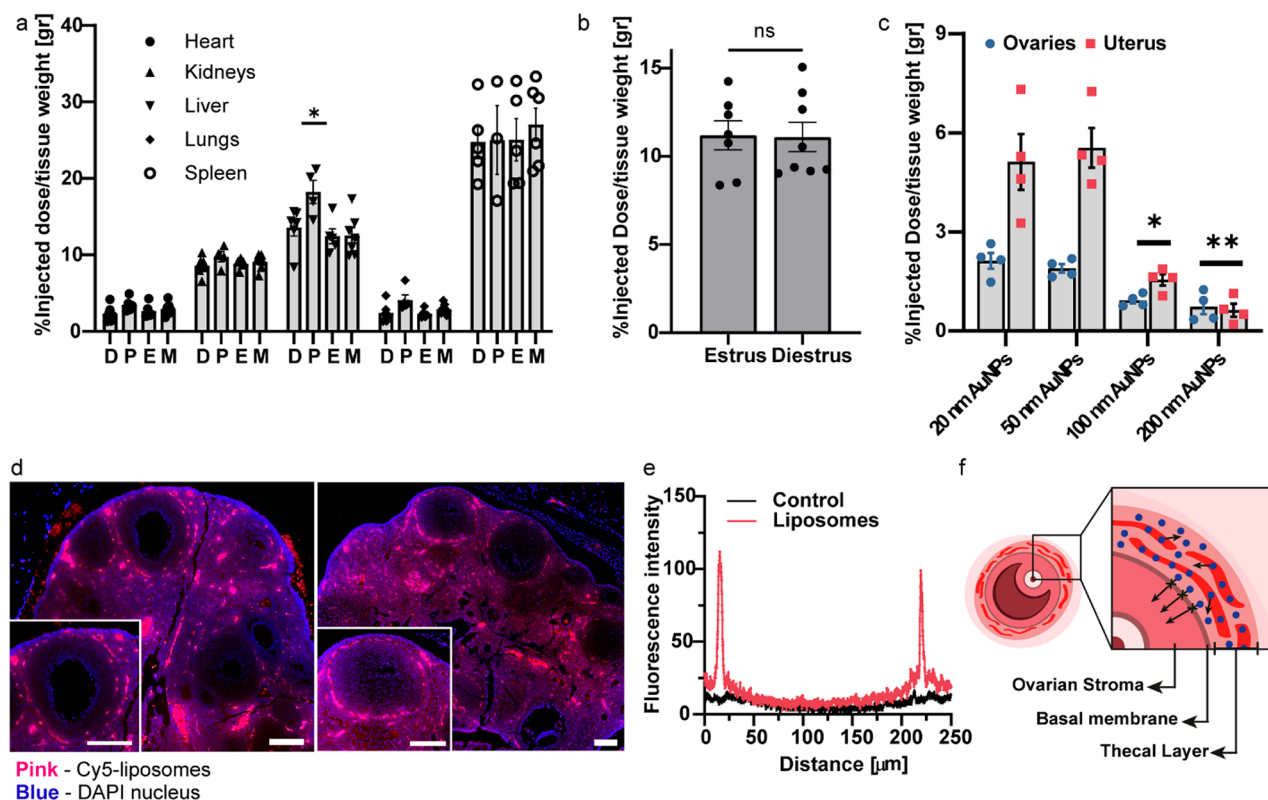 a
%Injected dose/tissue weight [gr]
40
30
20
10
0
Heart
Kidneys
Liver
Lungs
Spleen
*
D P E M D P E M D P E M D P E M D P E M
b
%Injected Dose/tissue wieght [gr]
15
10
5
0
ns
Estrus Diestrus
c
%Injected Dose/tissue weight [gr]
9
6
3
0
Ovaries Uterus
*
**
20 nm AuNPs
50 nm AuNPs
100 nm AuNPs
200 nm AuNPs
d
Pink - Cy5-liposomes
Blue - DAPI nucleus
e
Fluorescence intensity
150
100
50
0
Control
Liposomes
0 50 100 150 200 250
Distance [μm]
f
Ovarian Stroma
Basal membrane
Thecal Layer